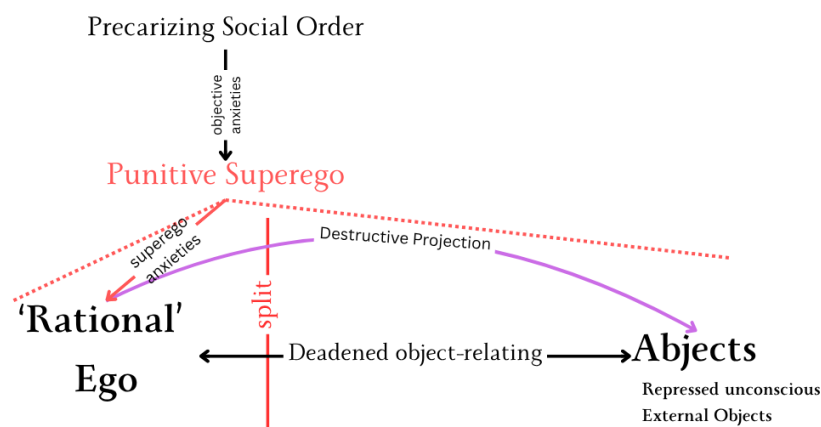 Precarizing Social Order
objective
anxieties
Punitive Superego
superego
anxieties
Destructive Projection
‘Rational’
Ego
split
Deadened object-relating
Abjects
Repressed unconscious
External Objects